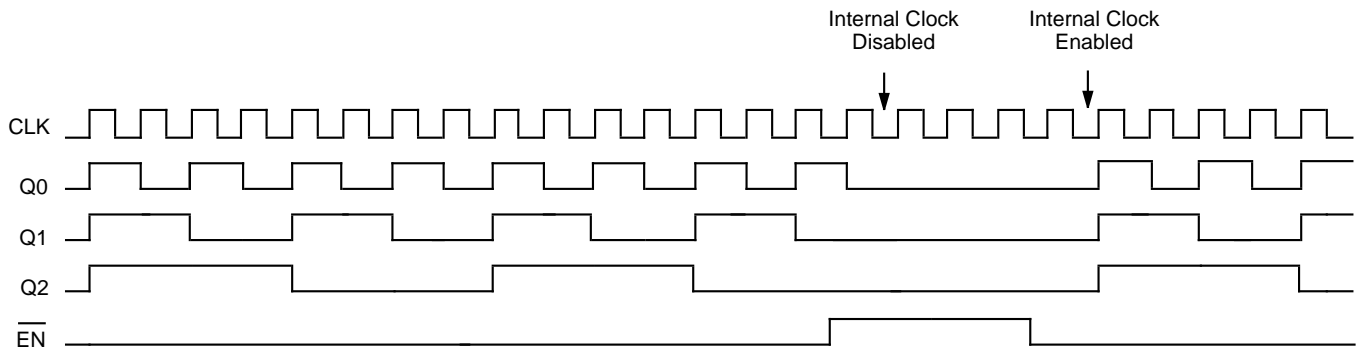 Internal Clock
Disabled
Internal Clock
Enabled
CLK
Q0
Q1
Q2
EN